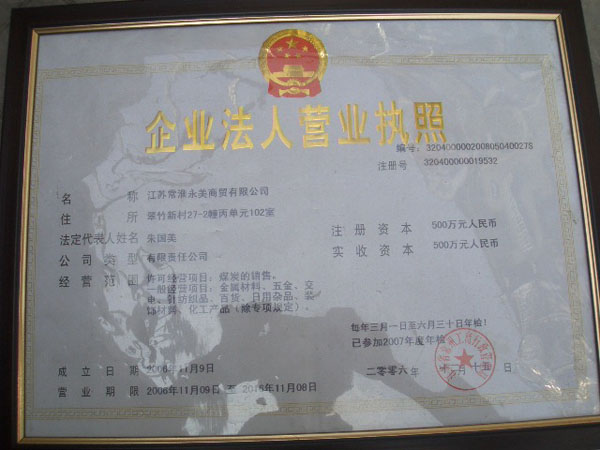 企业法人营业执照
编号: 320400000200805040027S
注册号 320400000019532
名 称 江苏常淮永美商贸有限公司
住 所 翠竹新村27-2幢丙单元102室
法定代表人姓名 朱国美
注册资本 500万元人民币
公司类型 有限责任公司
实收资本 500万元人民币
经营范围 许可经营项目: 煤炭的销售。
一般经营项目: 金属材料、五金、交
电、针纺织品、百货、日用杂品、装
饰材料、化工产品(除专项规定)。
每年三月一日至六月三十日年检!
已参加2007年度年检
成立日期 2006年11月9日
营业期限 2006年11月09日 至 2016年11月08日